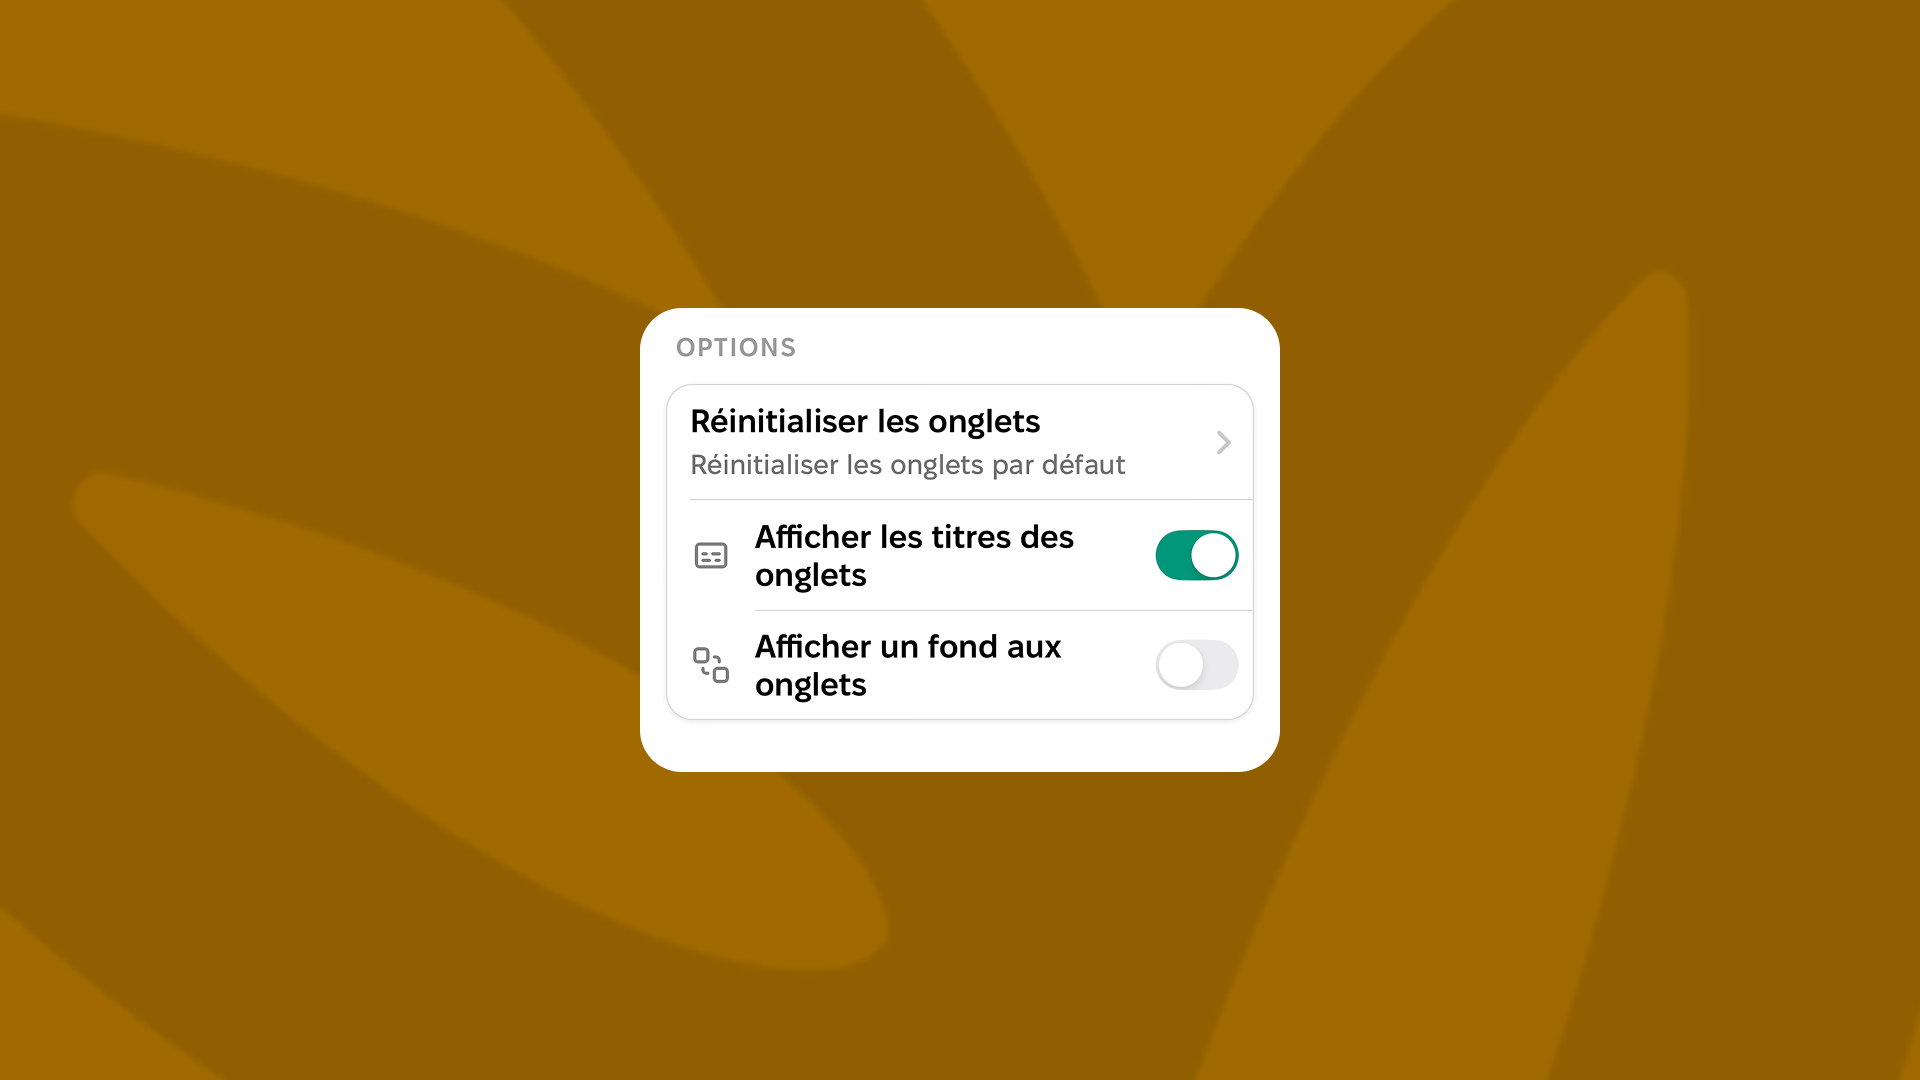 OPTIONS
Réinitialiser les onglets
Réinitialiser les onglets par défaut
Afficher les titres des
onglets
Afficher un fond aux
onglets